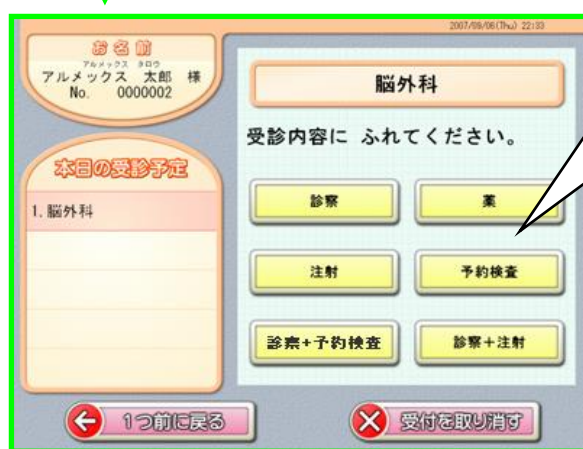 2007/09/06(Thu) 22:33
お名前
アルメックス タロウ
アルメックス 太郎 様
No. 0000002
脳外科
受診内容に ふれてください。
本日の受診予定
1. 脳外科
診察
薬
注射
予約検査
診察+予約検査
診察+注射
1つ前に戻る
受付を取り消す